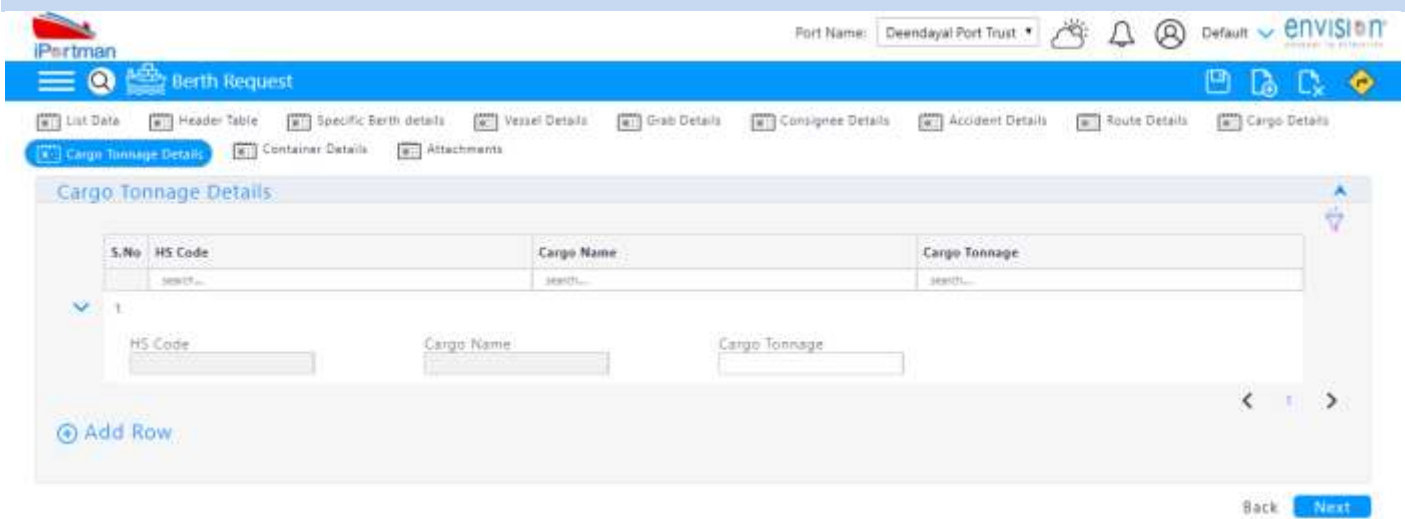 Port Name: Deendayal Port Trust Default envision
iPortman
Berth Request
List Data Header Table Specific Berth details Vessel Details Grab Details Consignee Details Accident Details Route Details Cargo Details
Cargo Tonnage Details Container Details Attachments
Cargo Tonnage Details
S.No HS Code Cargo Name Cargo Tonnage
search... search... search...
1
HS Code Cargo Name Cargo Tonnage
1
Add Row
Back Next